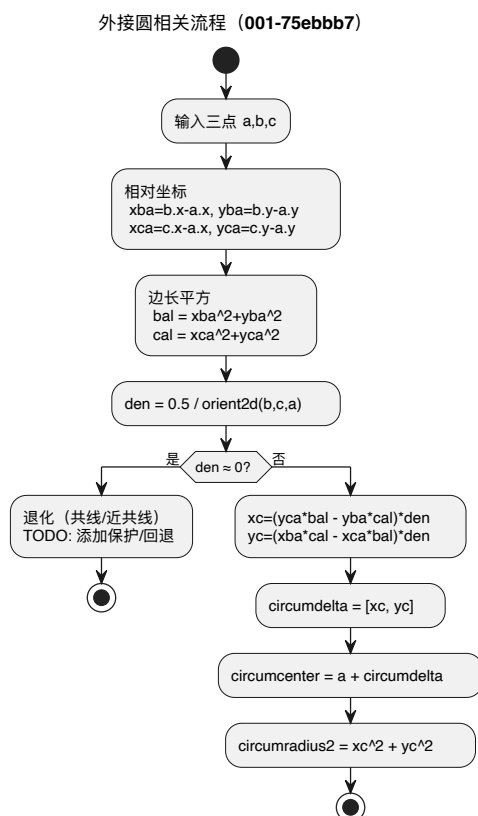 外接圆相关流程（001-75ebbb7）
输入三点 a,b,c
相对坐标
xba=b.x-a.x, yba=b.y-a.y
xca=c.x-a.x, yca=c.y-a.y
边长平方
bal = xba^2+yba^2
cal = xca^2+yca^2
den = 0.5 / orient2d(b,c,a)
是
den ≈ 0?
否
退化（共线/近共线）
TODO: 添加保护/回退
xc=(yca*bal - yba*cal)*den
yc=(xba*cal - xca*bal)*den
circumdelta = [xc, yc]
circumcenter = a + circumdelta
circumradius2 = xc^2 + yc^2